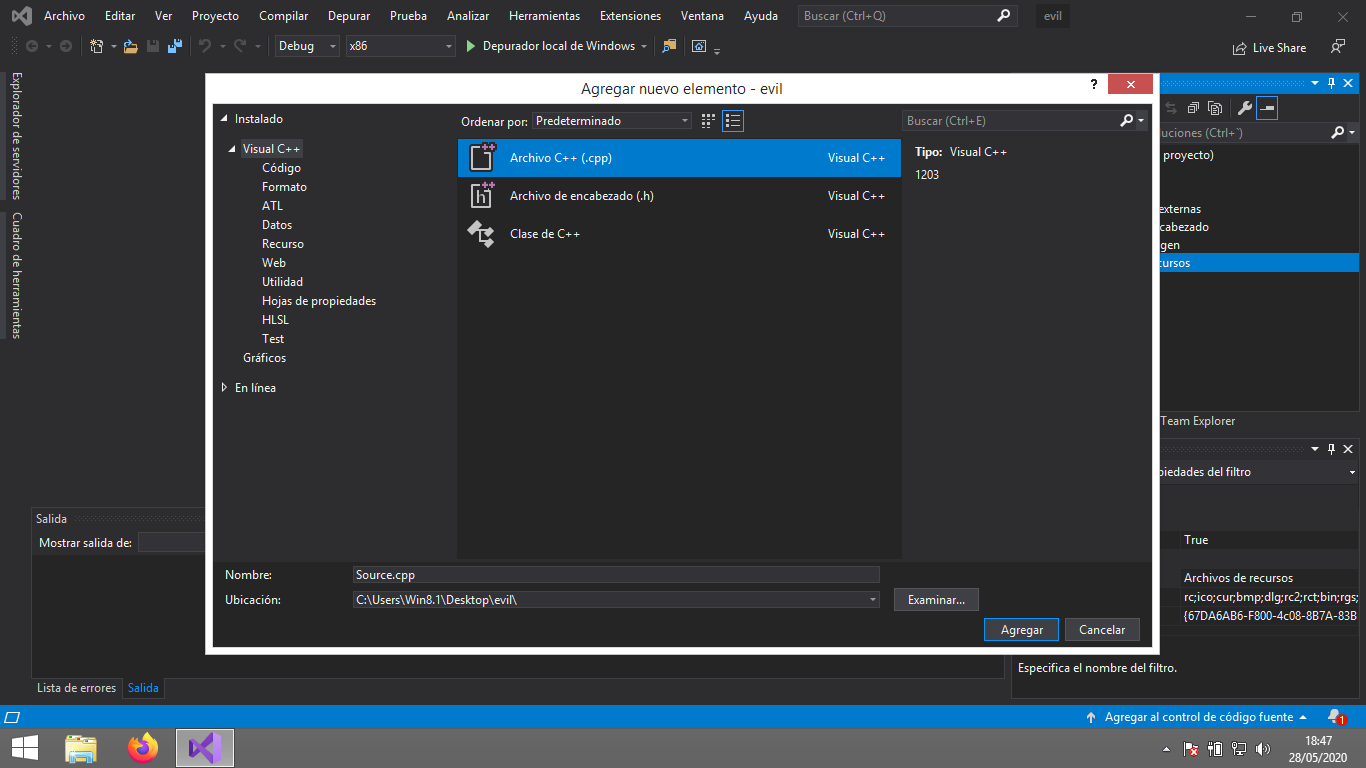 Archivo Editar Ver Proyecto Compilar Depurar Prueba Analizar Herramientas Extensiones Ventana Ayuda Buscar (Ctrl+Q) evil
Debug x86 Depurador local de Windows Live Share
Explorador de servidores
Cuadro de herramientas
Agregar nuevo elemento - evil
?
Instalado
Visual C++
Código
Formato
ATL
Datos
Recurso
Web
Utilidad
Hojas de propiedades
HLSL
Test
Gráficos
En línea
Ordenar por: Predeterminado
Archivo C++ (.cpp) Visual C++
Archivo de encabezado (.h) Visual C++
Clase de C++ Visual C++
Buscar (Ctrl+E)
Tipo: Visual C++
1203
Nombre: Source.cpp
Ubicación: C:\Users\Win8.1\Desktop\evil\ Examinar...
Agregar Cancelar
uciones (Ctrl+´)
proyecto)
externas
cabezado
gen
ursos
Team Explorer
piedades del filtro
True
Archivos de recursos
rc;ico;cur;bmp;dlg;rc2;rct;bin;rgs;
{67DA6AB6-F800-4c08-8B7A-83B
Especifica el nombre del filtro.
Salida
Mostrar salida de:
Lista de errores Salida
Agregar al control de código fuente 1
18:47
28/05/2020